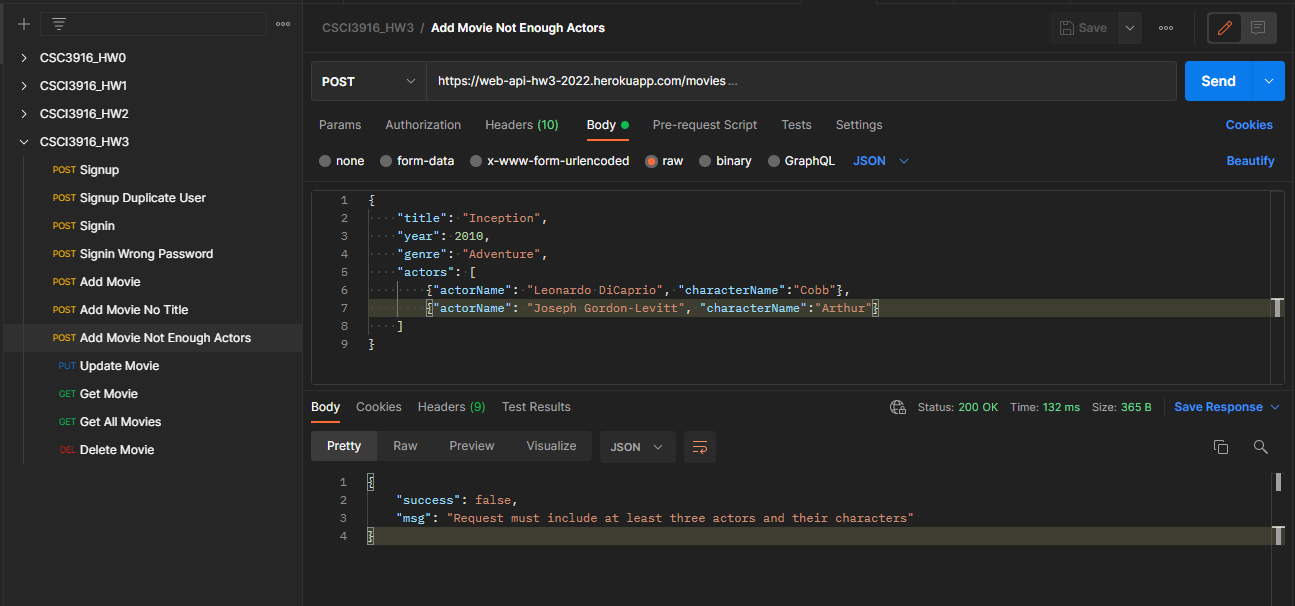 CSCI3916_HW3 / Add Movie Not Enough Actors
Save
CSC3916_HW0
CSCI3916_HW1
CSCI3916_HW2
CSCI3916_HW3
POST Signup
POST Signup Duplicate User
POST Signin
POST Signin Wrong Password
POST Add Movie
POST Add Movie No Title
POST Add Movie Not Enough Actors
PUT Update Movie
GET Get Movie
GET Get All Movies
DEL Delete Movie
POST
https://web-api-hw3-2022.herokuapp.com/movies ...
Send
Params Authorization Headers (10) Body Pre-request Script Tests Settings Cookies
none form-data x-www-form-urlencoded raw binary GraphQL JSON Beautify
1 {
2 "title": "Inception",
3 "year": 2010,
4 "genre": "Adventure",
5 "actors": [
6 {"actorName": "Leonardo DiCaprio", "characterName":"Cobb"},
7 {"actorName": "Joseph Gordon-Levitt", "characterName":"Arthur"}
8 ]
9 }
Body Cookies Headers (9) Test Results Status: 200 OK Time: 132 ms Size: 365 B Save Response
Pretty Raw Preview Visualize JSON
1 {
2 "success": false,
3 "msg": "Request must include at least three actors and their characters"
4 }